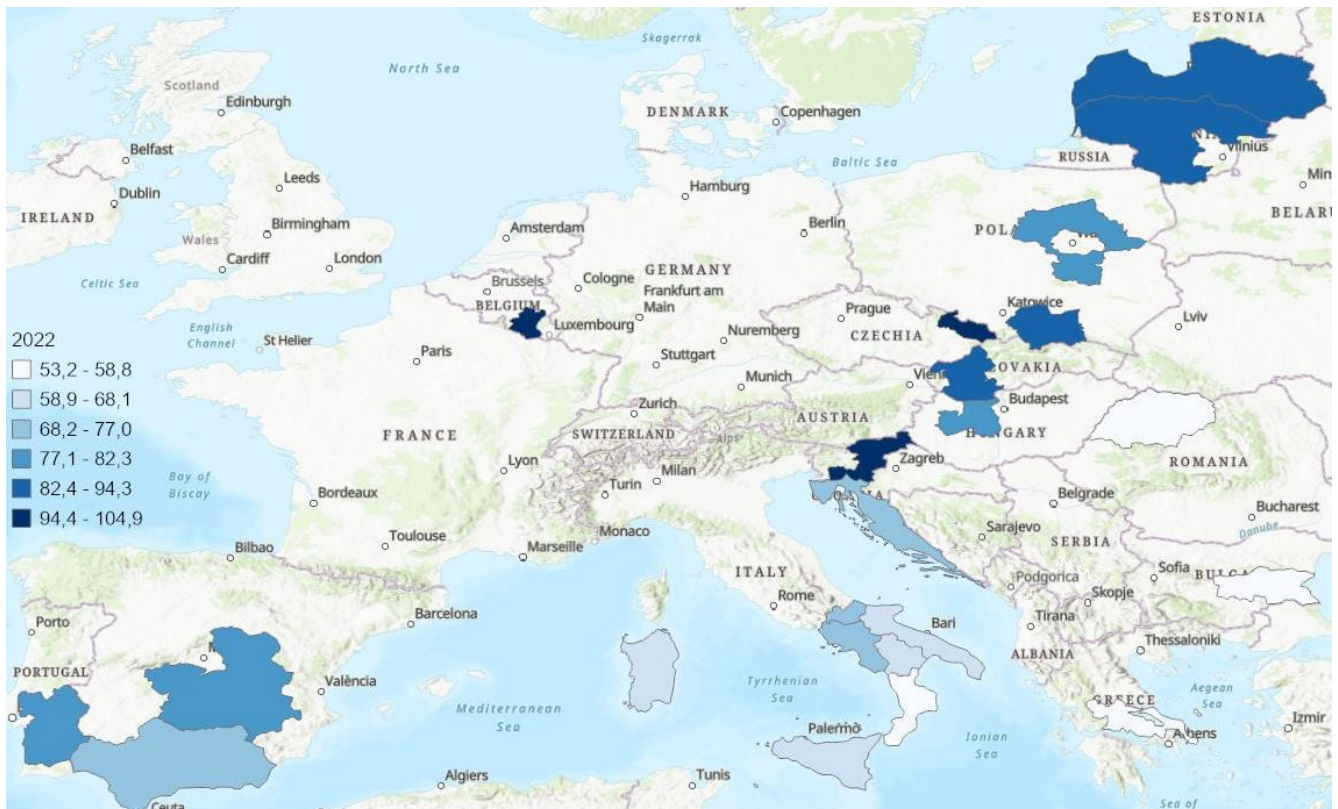 ESTONIA
Skagerrak
North Sea
Scotland
Edinburgh
DENMARK
Copenhagen
Belfast
Baltic Sea
RUSSIA
Vilnius
Leeds
Dublin
Hamburg
IRELAND
Birmingham
Wales
Amsterdam
Berlin
Cardiff
London
Celtic Sea
Brussels
Cologne
GERMANY
BELGIUM
Frankfurt am
Main
Katowice
Luxembourg
Prague
Lviv
English
Channel
St Helier
Nuremberg
CZECHIA
2022
Paris
Stuttgart
53,2 - 58,8
Munich
58,9 - 68,1
Zurich
Budapest
68,2 - 77,0
AUSTRIA
77,1 - 82,3
FRANCE
SWITZERLAND
Alps
82,4 - 94,3
Lyon
Milan
Zagreb
ROMANIA
94,4 - 104,9
Bay of
Biscay
Turin
Belgrade
Bordeaux
Bucharest
Danube
Toulouse
Monaco
Sarajevo
SERBIA
Bilbao
Marseille
ITALY
Podgorica
Sofia
Rome
Skopje
Porto
Barcelona
Bari
Tirana
Thessaloniki
PORTUGAL
ALBANIA
València
Tyrrhenian
Sea
Aegean
Sea
Mediterranean
Sea
GREECE
Palermo
Ionian
Sea
Athens
Izmir
Algiers
Tunis
Ceuta
Sea of